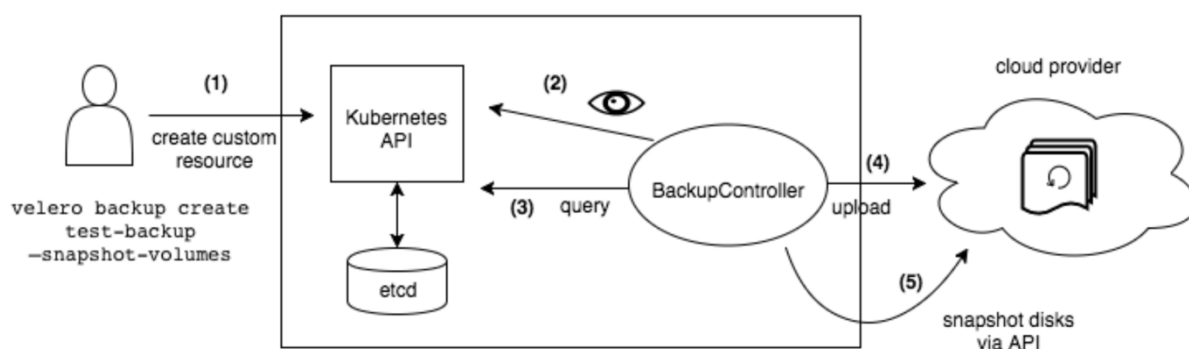 (1)
create custom
resource
velero backup create
test-backup
—snapshot-volumes
Kubernetes
API
etcd
(2)
(3)
query
BackupController
(4)
upload
(5)
cloud provider
snapshot disks
via API